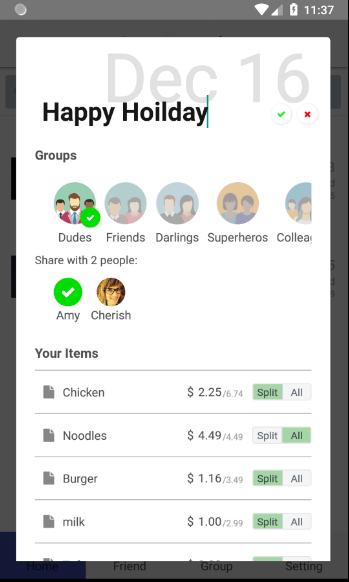 11:37
Dec 16
Happy Hoilday
Groups
Dudes Friends Darlings Superheros Colleag
Share with 2 people:
Amy Cherish
Your Items
Chicken $ 2.25/6.74 Split All
Noodles $ 4.49/4.49 Split All
Burger $ 1.16/3.49 Split All
milk $ 1.00/2.99 Split All
Home Friend Group Setting